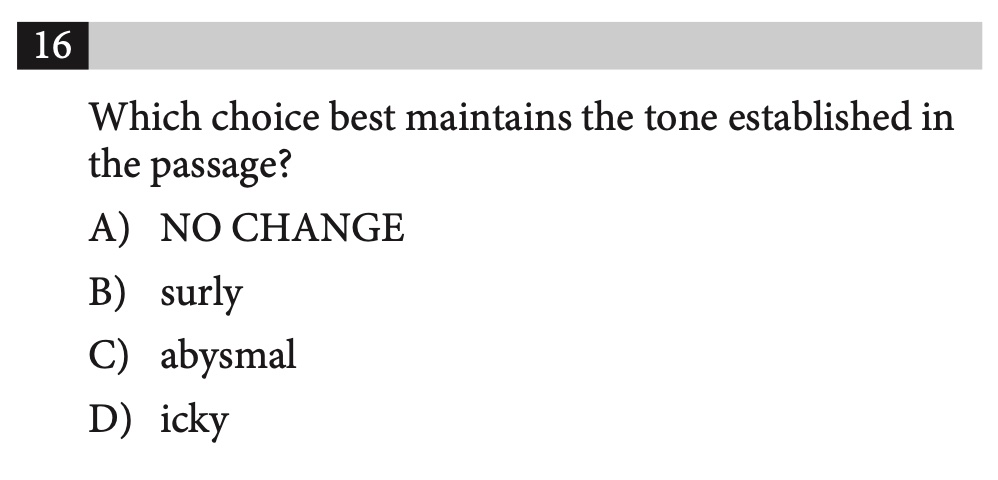 16
Which choice best maintains the tone established in
the passage?
A) NO CHANGE
B) surly
C) abysmal
D) icky